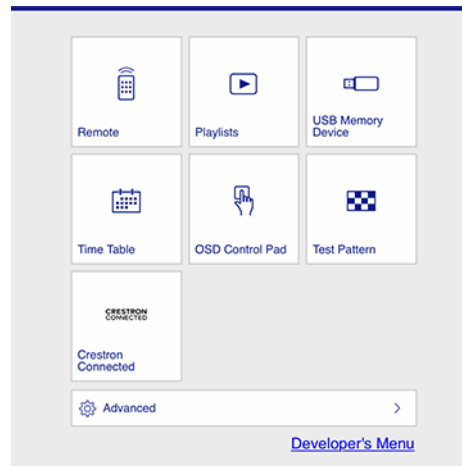 Remote
Playlists
USB Memory
Device
Time Table
OSD Control Pad
Test Pattern
CRESTRON
CONNECTED
Crestron
Connected
Advanced
Developer's Menu